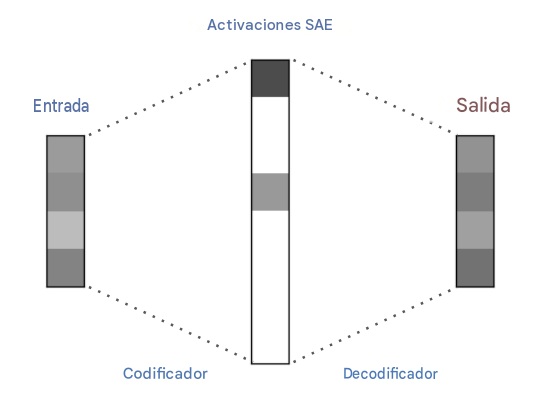 Activaciones SAE
Entrada
Salida
Codificador
Decodificador